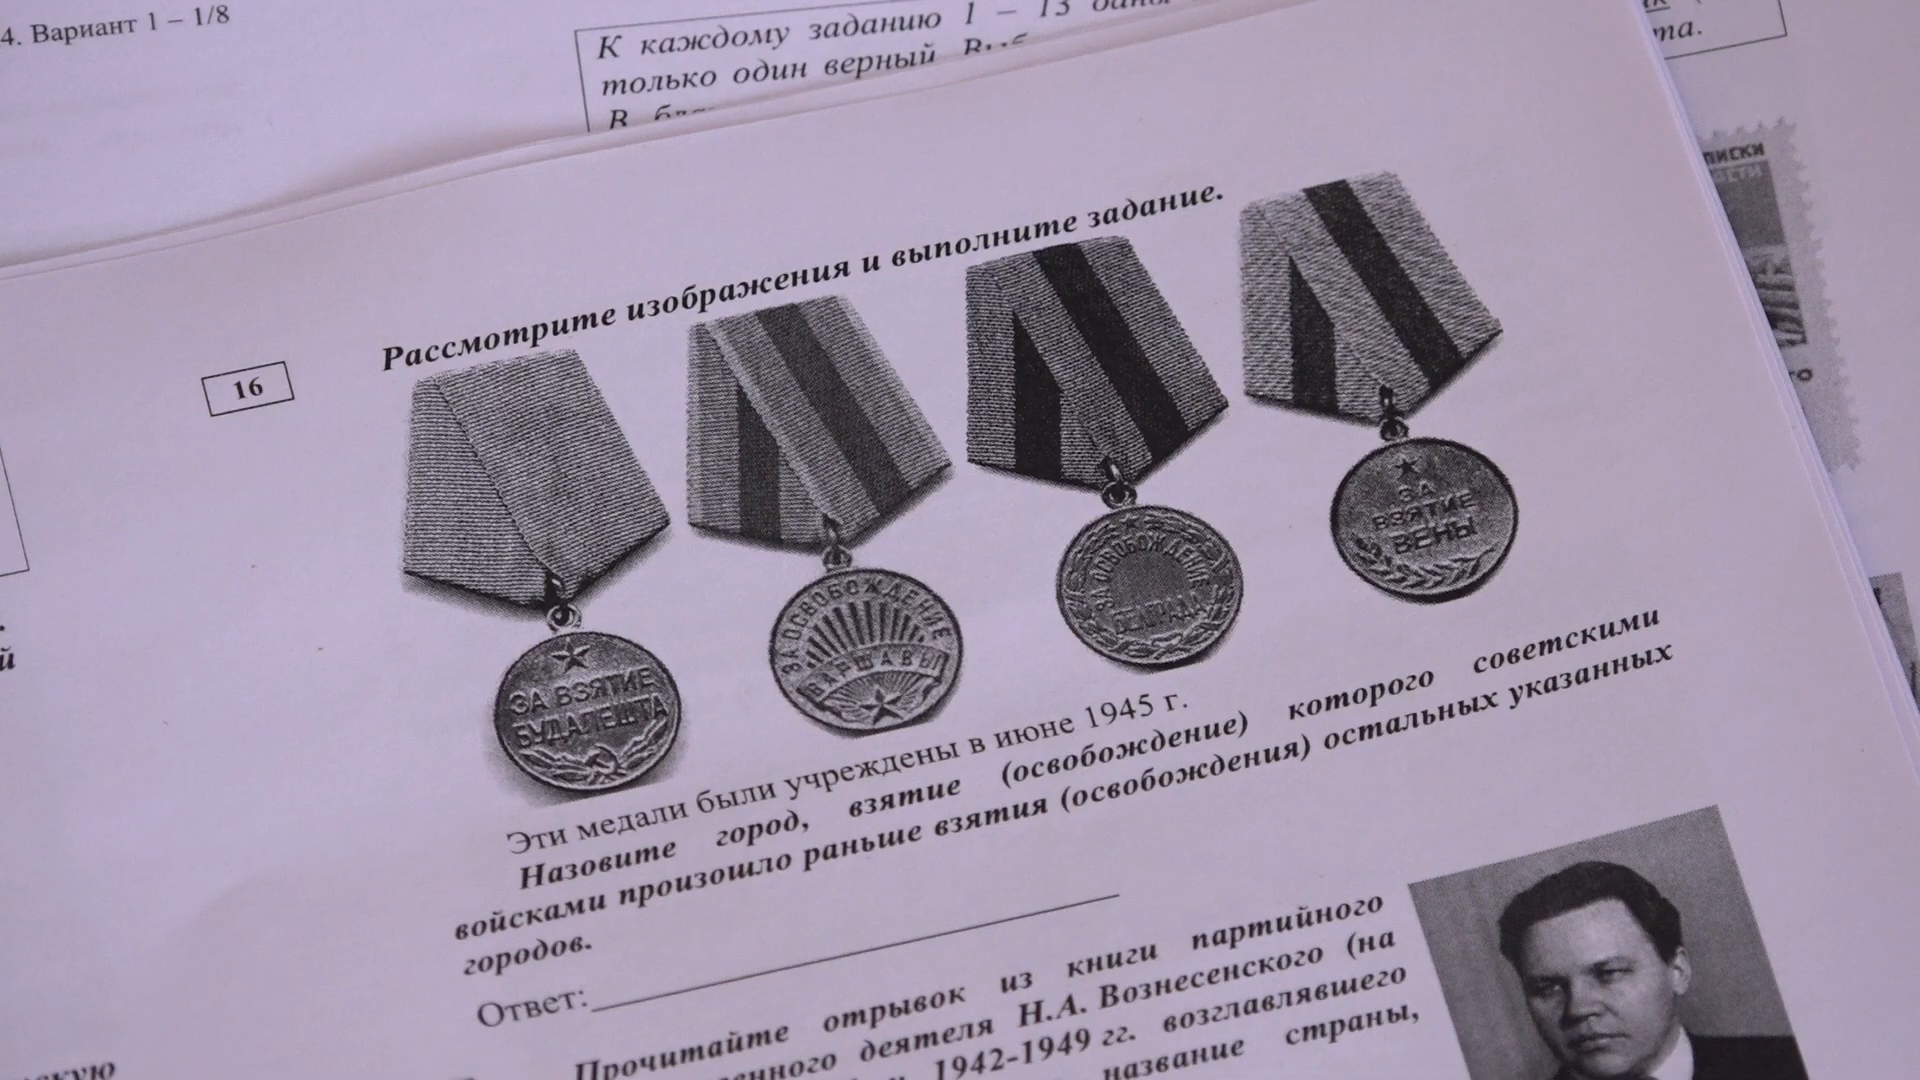 4. Вариант 1 – 1/8
К каждому заданию 1 – 13
только один верный
та.
ПИСКИ
16
Рассмотрите изображения и выполните задание.
ЗА ВЗЯТИЕ
БУДАПЕШТА
ЗА ОСВОБОЖДЕНИЕ
ВАРШАВЫ
ЗА ОСВОБОЖДЕНИЕ
БЕЛГРАДА
ЗА
ВЗЯТИЕ
ВЕНЫ
Эти медали были учреждены в июне 1945 г.
Назовите город, взятие (освобождение) которого советскими
войсками произошло раньше взятия (освобождения) остальных указанных
городов.
Ответ:
Прочитайте отрывок из книги партийного
енного деятеля Н.А. Вознесенского (на
1942-1949 гг. возглавлявшего
название страны,